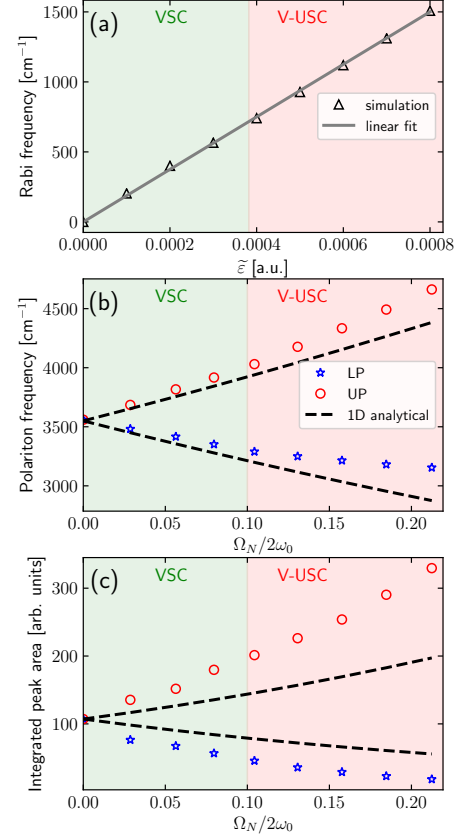 VSC
V-USC
(a)
Rabi frequency [cm⁻¹]
1500
1000
500
0
simulation
linear fit
0.0000
0.0002
0.0004
0.0006
0.0008
ε̃ [a.u.]
(b)
VSC
V-USC
Polariton frequency [cm⁻¹]
4500
4000
3500
3000
LP
UP
1D analytical
0.00
0.05
0.10
0.15
0.20
Ω_N/2ω₀
(c)
VSC
V-USC
Integrated peak area [arb. units]
300
200
100
0.00
0.05
0.10
0.15
0.20
Ω_N/2ω₀